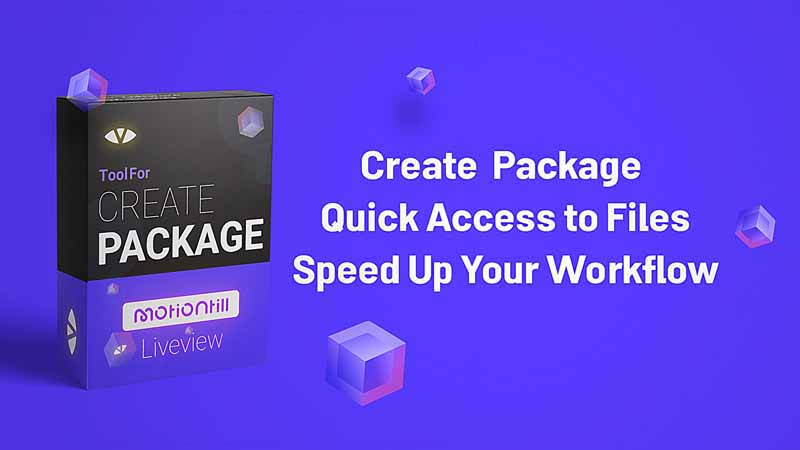 Tool For
CREATE
PACKAGE
motiontill
Liveview
Create Package
Quick Access to Files
Speed Up Your Workflow